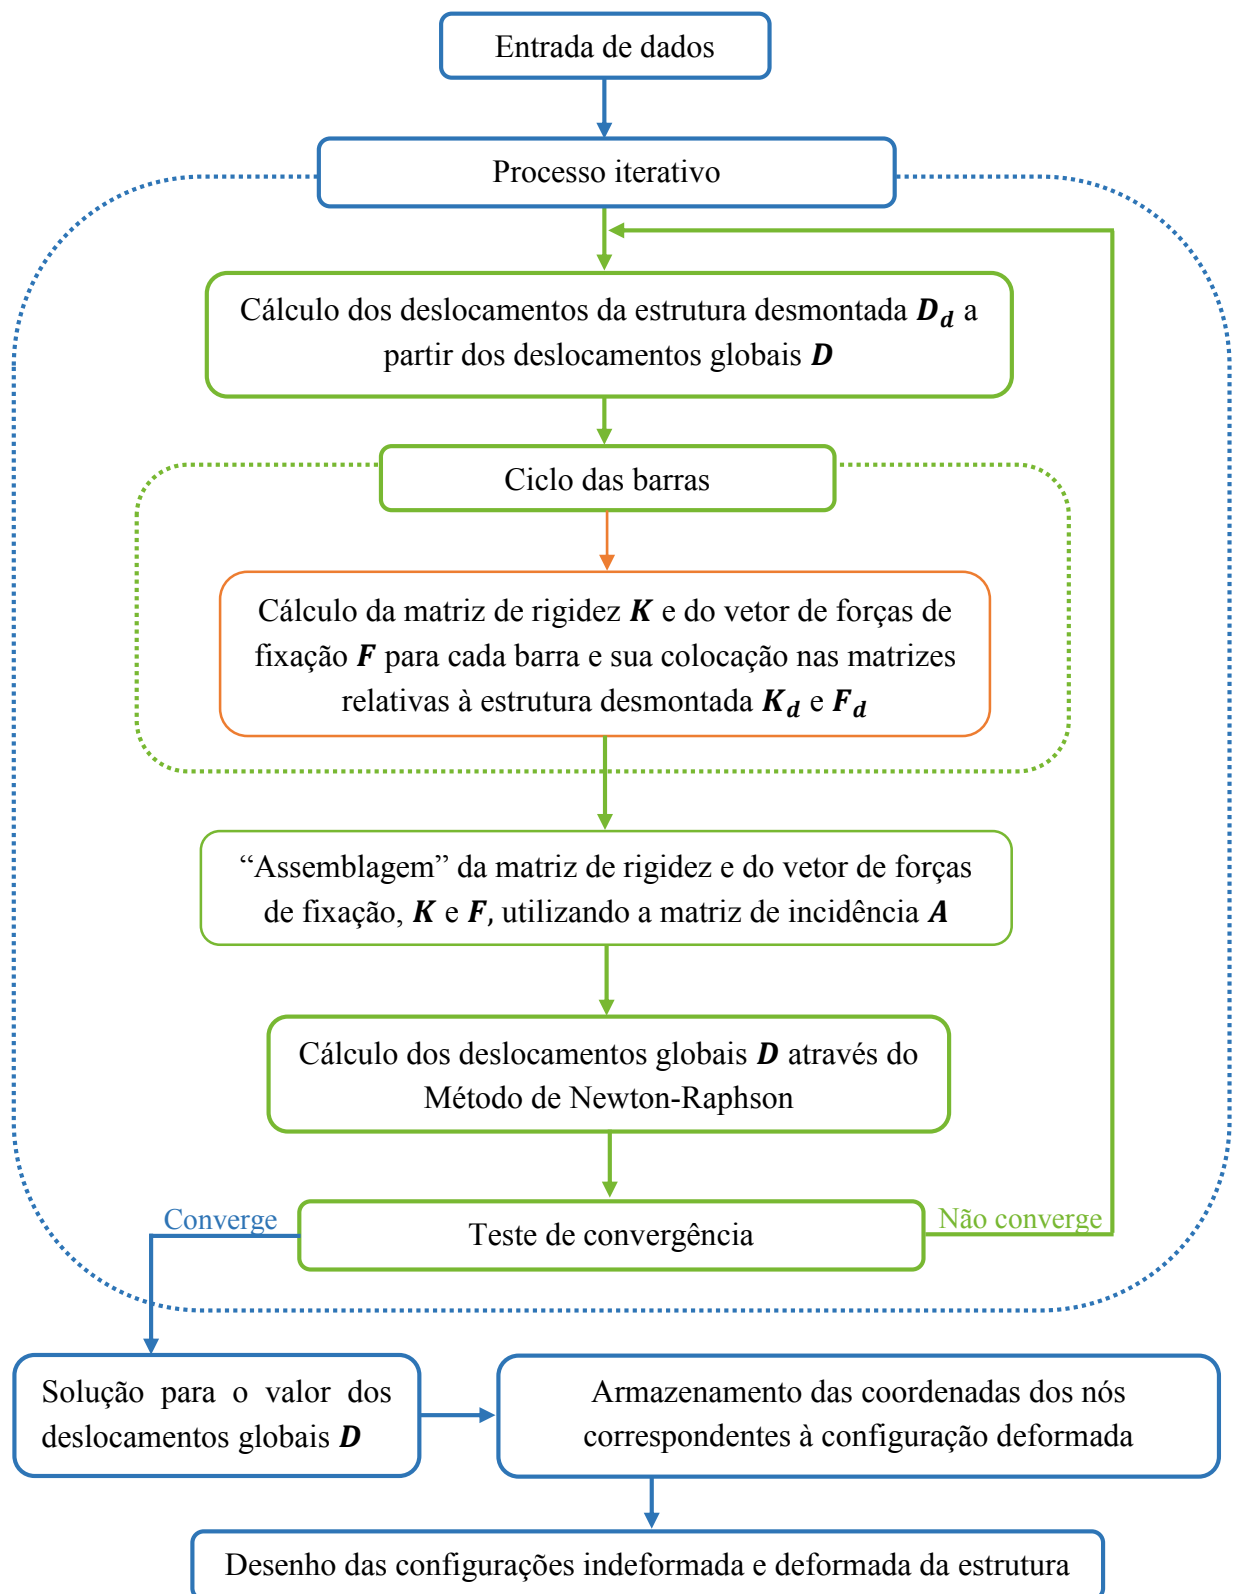 Entrada de dados
Processo iterativo
Cálculo dos deslocamentos da estrutura desmontada D_d a
partir dos deslocamentos globais D
Ciclo das barras
Cálculo da matriz de rigidez K e do vetor de forças de
fixação F para cada barra e sua colocação nas matrizes
relativas à estrutura desmontada K_d e F_d
“Assemblagem” da matriz de rigidez e do vetor de forças
de fixação, K e F, utilizando a matriz de incidência A
Cálculo dos deslocamentos globais D através do
Método de Newton-Raphson
Converge
Teste de convergência
Não converge
Solução para o valor dos
deslocamentos globais D
Armazenamento das coordenadas dos nós
correspondentes à configuração deformada
Desenho das configurações indeformada e deformada da estrutura